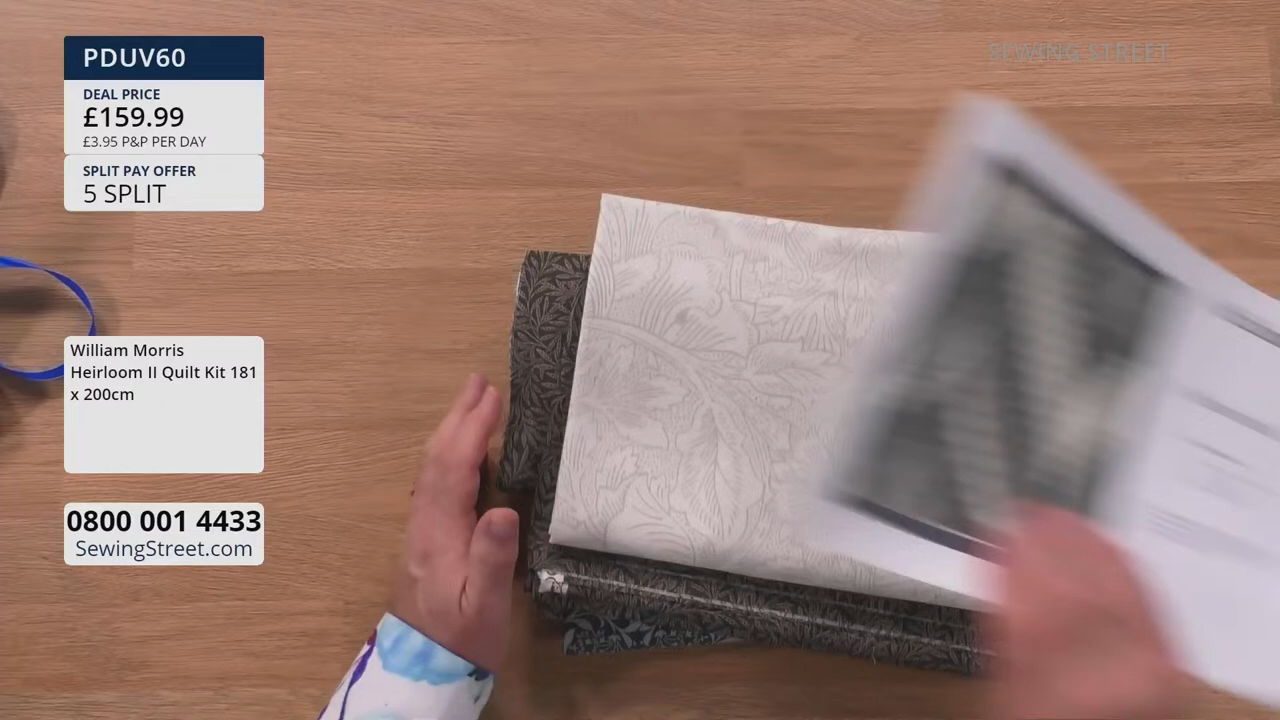 PDUV60
DEAL PRICE
£159.99
£3.95 P&P PER DAY
SPLIT PAY OFFER
5 SPLIT
William Morris
Heirloom II Quilt Kit 181
x 200cm
0800 001 4433
SewingStreet.com
SEWING STREET